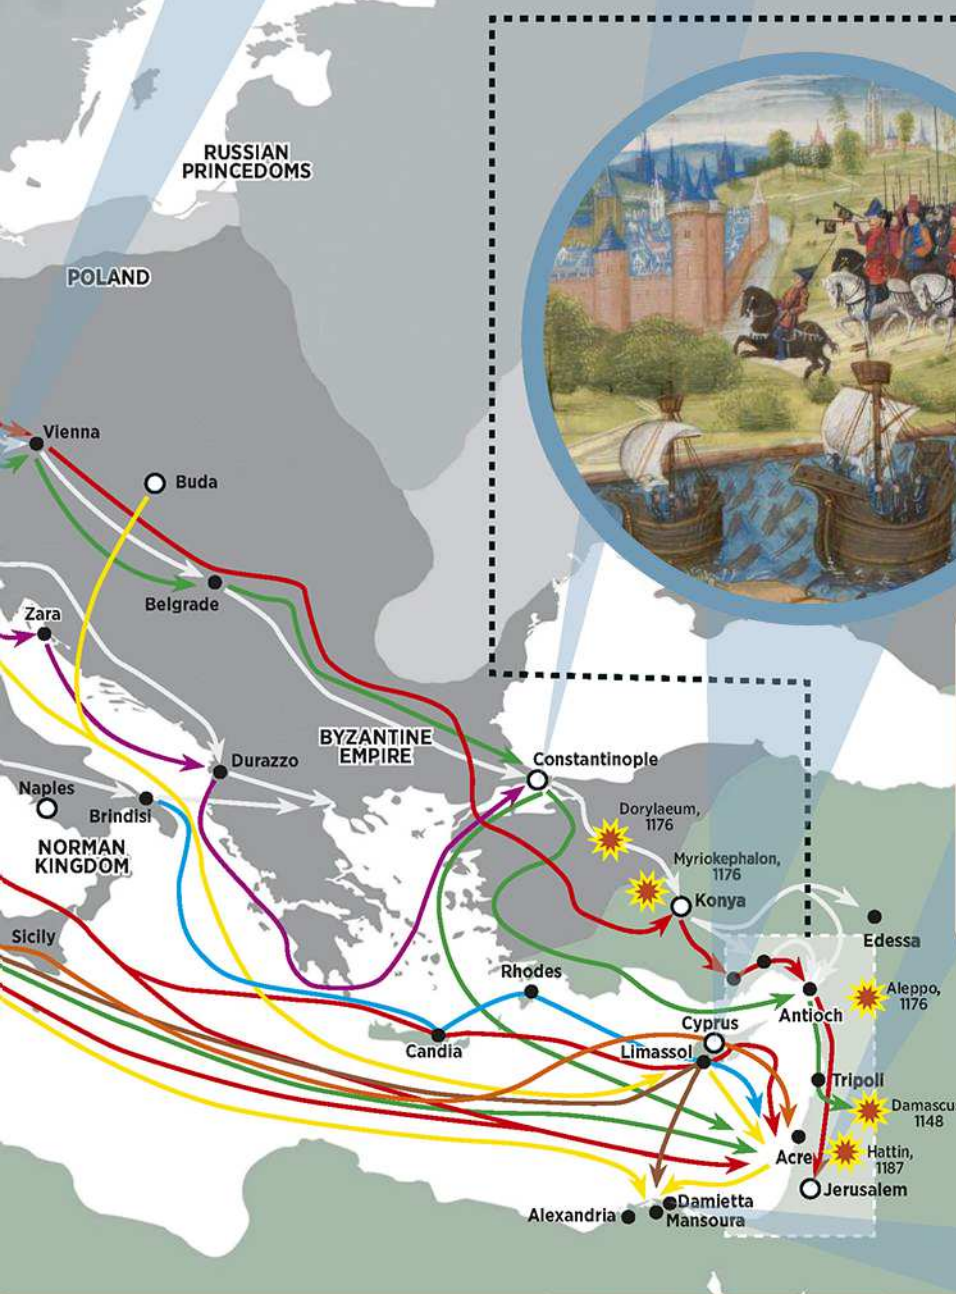 RUSSIAN
PRINCEDOMS
POLAND
Vienna
Buda
Belgrade
Zara
BYZANTINE
EMPIRE
Durazzo
Constantinople
Naples
Brindisi
NORMAN
KINGDOM
Dorylaeum,
1176
Myriokephalon,
1176
Konya
Edessa
Sicily
Rhodes
Aleppo,
1176
Antioch
Cyprus
Candia
Limassol
Tripoli
Damascu
1148
Acre
Hattin,
1187
Jerusalem
Damietta
Alexandria
Mansoura